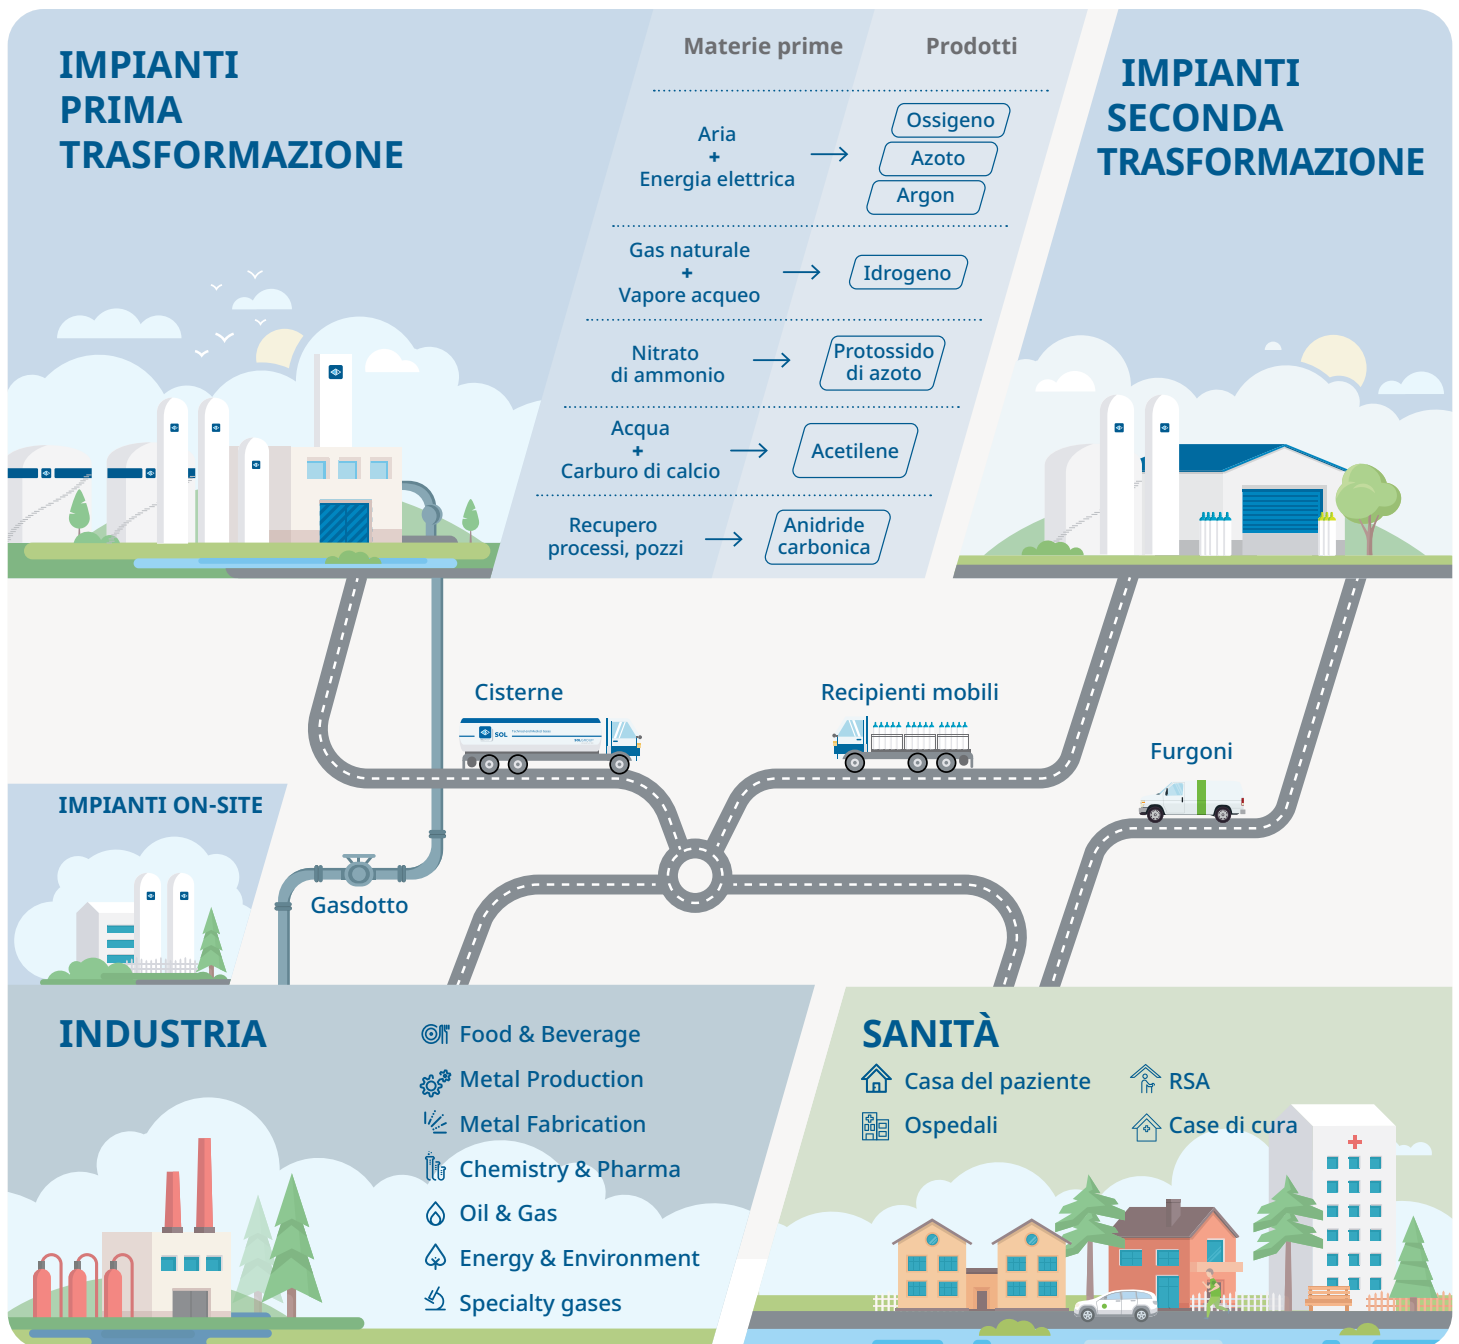 IMPIANTI
PRIMA
TRASFORMAZIONE
Materie prime
Prodotti
Aria
+
Energia elettrica
Ossigeno
Azoto
Argon
Gas naturale
+
Vapore acqueo
Idrogeno
Nitrato
di ammonio
Protossido
di azoto
Acqua
+
Carburo di calcio
Acetilene
Recupero
processi, pozzi
Anidride
carbonica
IMPIANTI
SECONDA
TRASFORMAZIONE
Cisterne
SOL
Recipienti mobili
Furgoni
IMPIANTI ON-SITE
Gasdotto
INDUSTRIA
Food & Beverage
Metal Production
Metal Fabrication
Chemistry & Pharma
Oil & Gas
Energy & Environment
Specialty gases
SANITÀ
Casa del paziente
RSA
Ospedali
Case di cura